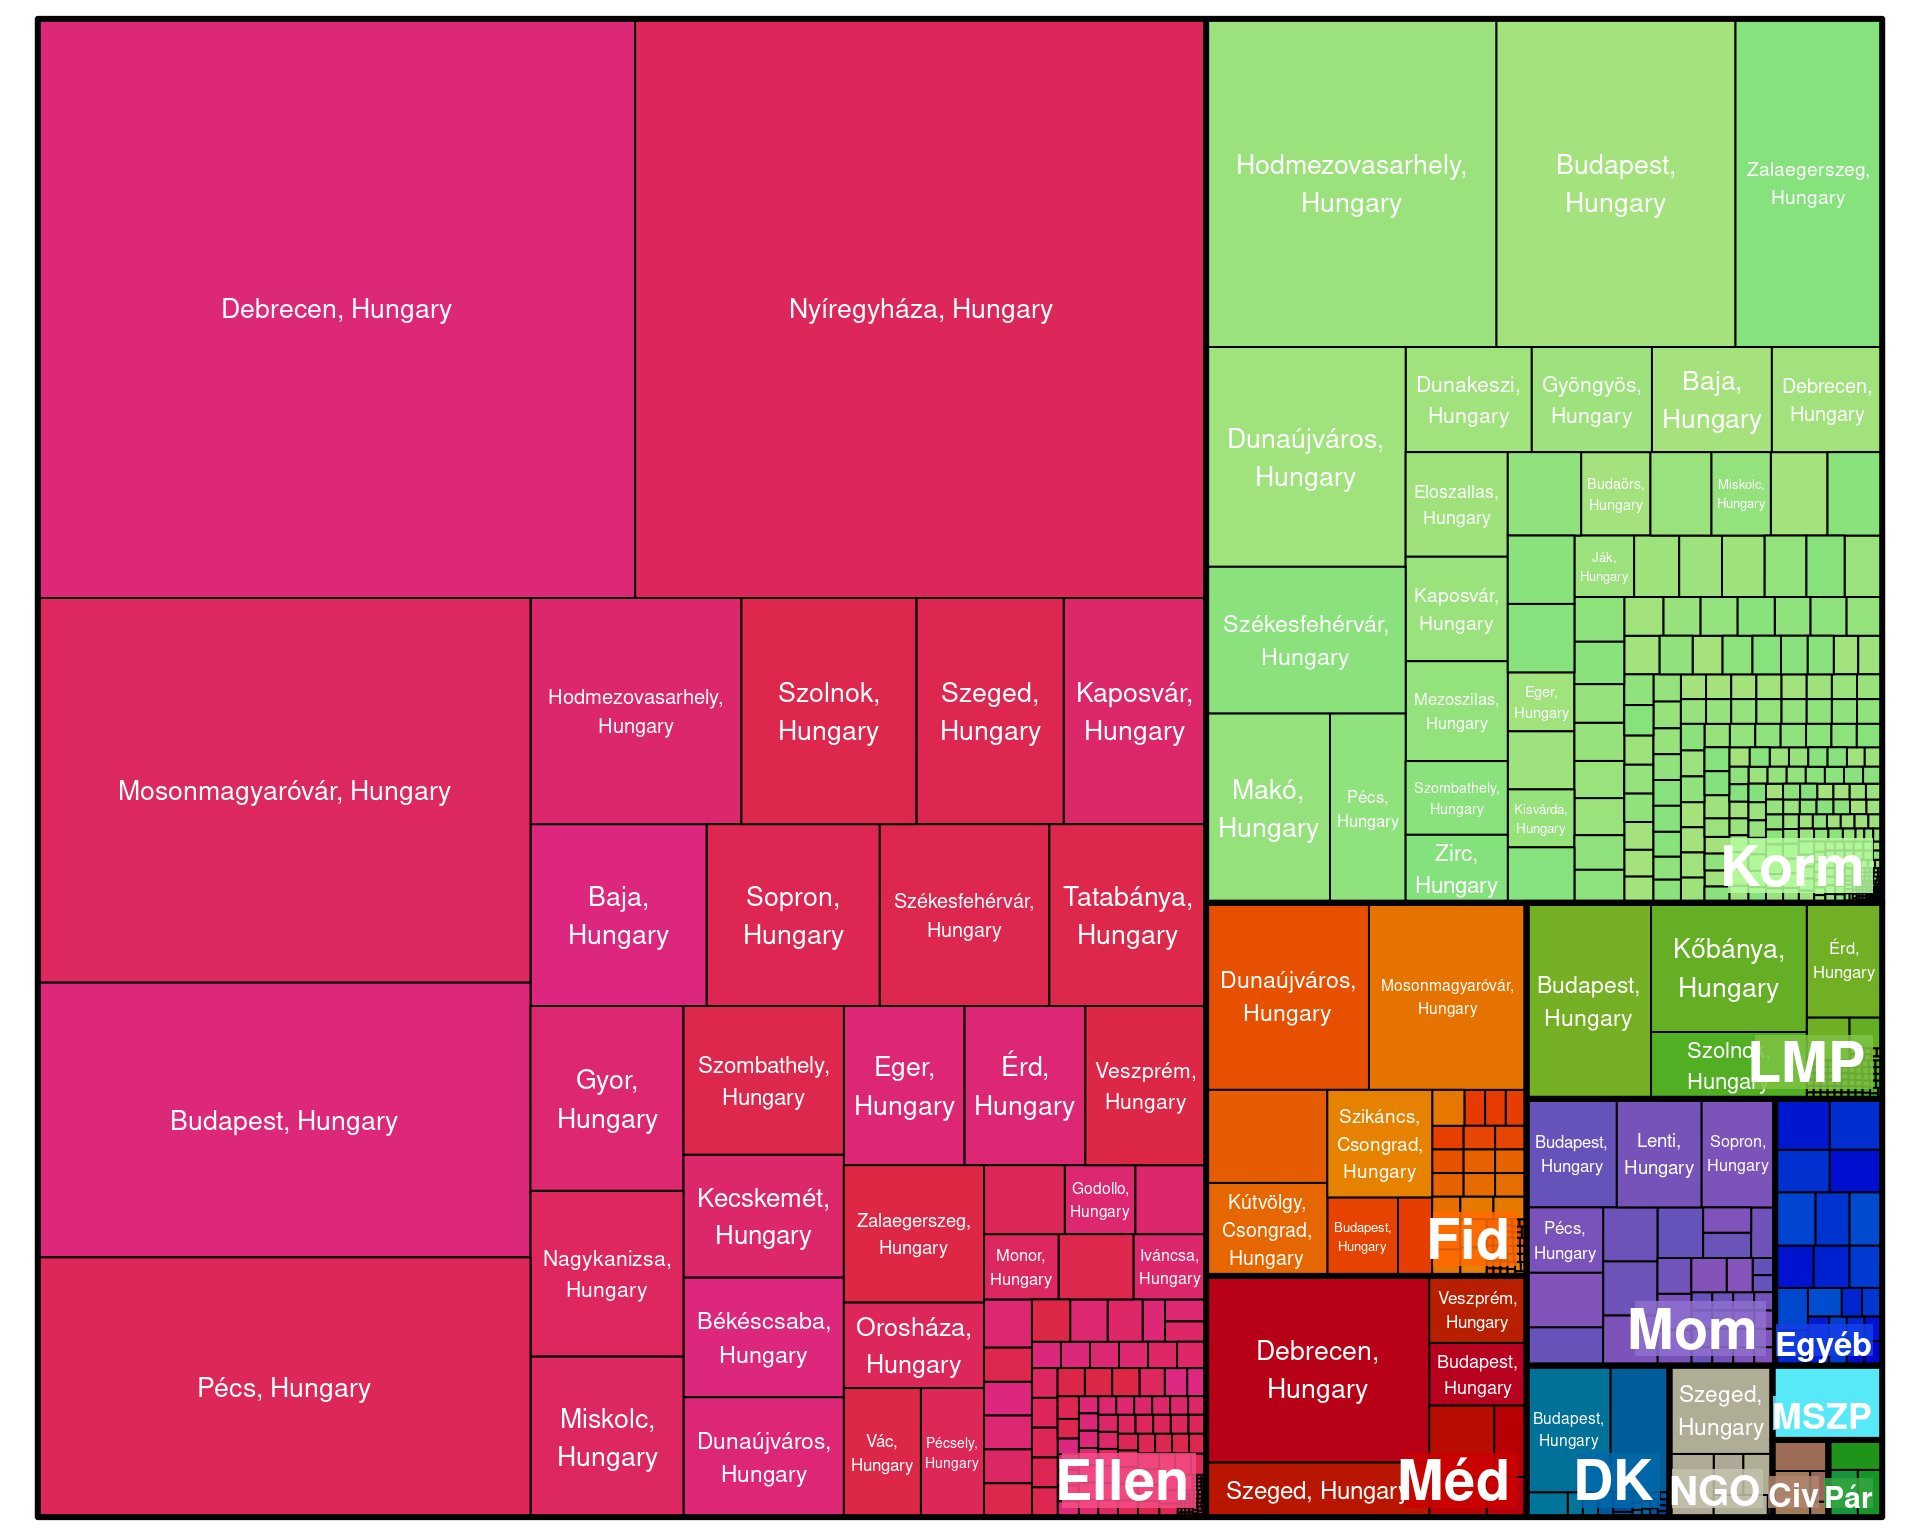 Debrecen, Hungary
Nyíregyháza, Hungary
Mosonmagyaróvár, Hungary
Budapest, Hungary
Pécs, Hungary
Hodmezovasarhely,
Hungary
Szolnok,
Hungary
Szeged,
Hungary
Kaposvár,
Hungary
Baja,
Hungary
Sopron,
Hungary
Székesfehérvár,
Hungary
Tatabánya,
Hungary
Gyor,
Hungary
Nagykanizsa,
Hungary
Miskolc,
Hungary
Szombathely,
Hungary
Kecskemét,
Hungary
Békéscsaba,
Hungary
Dunaújváros,
Hungary
Eger,
Hungary
Érd,
Hungary
Veszprém,
Hungary
Zalaegerszeg,
Hungary
Orosháza,
Hungary
Vác,
Hungary
Pécsely,
Hungary
Godollo,
Hungary
Monor,
Hungary
Iváncsa,
Hungary
Ellen
Hodmezovasarhely,
Hungary
Budapest,
Hungary
Zalaegerszeg,
Hungary
Dunaújváros,
Hungary
Székesfehérvár,
Hungary
Makó,
Hungary
Pécs,
Hungary
Dunakeszi,
Hungary
Gyöngyös,
Hungary
Baja,
Hungary
Debrecen,
Hungary
Eloszallas,
Hungary
Kaposvár,
Hungary
Mezoszilas,
Hungary
Szombathely,
Hungary
Zirc,
Hungary
Budaörs,
Hungary
Miskolc,
Hungary
Ják,
Hungary
Eger,
Hungary
Kisvárda,
Hungary
Korm
Dunaújváros,
Hungary
Mosonmagyaróvár,
Hungary
Szikáncs,
Csongrad,
Hungary
Kútvölgy,
Csongrad,
Hungary
Budapest,
Hungary
Fid
Budapest,
Hungary
Kőbánya,
Hungary
Érd,
Hungary
Szolnok,
Hungary
LMP
Budapest,
Hungary
Lenti,
Hungary
Sopron,
Hungary
Pécs,
Hungary
Mom
Egyéb
Debrecen,
Hungary
Veszprém,
Hungary
Budapest,
Hungary
Szeged, Hungary
Méd
Budapest,
Hungary
DK
Szeged,
Hungary
NGO
MSZP
Civ
Pár